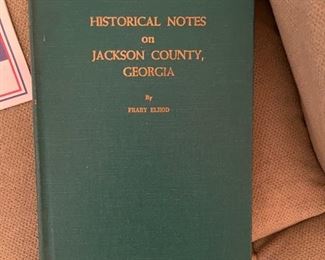 HISTORICAL NOTES
on
JACKSON COUNTY,
GEORGIA
By
FRARY ELROD